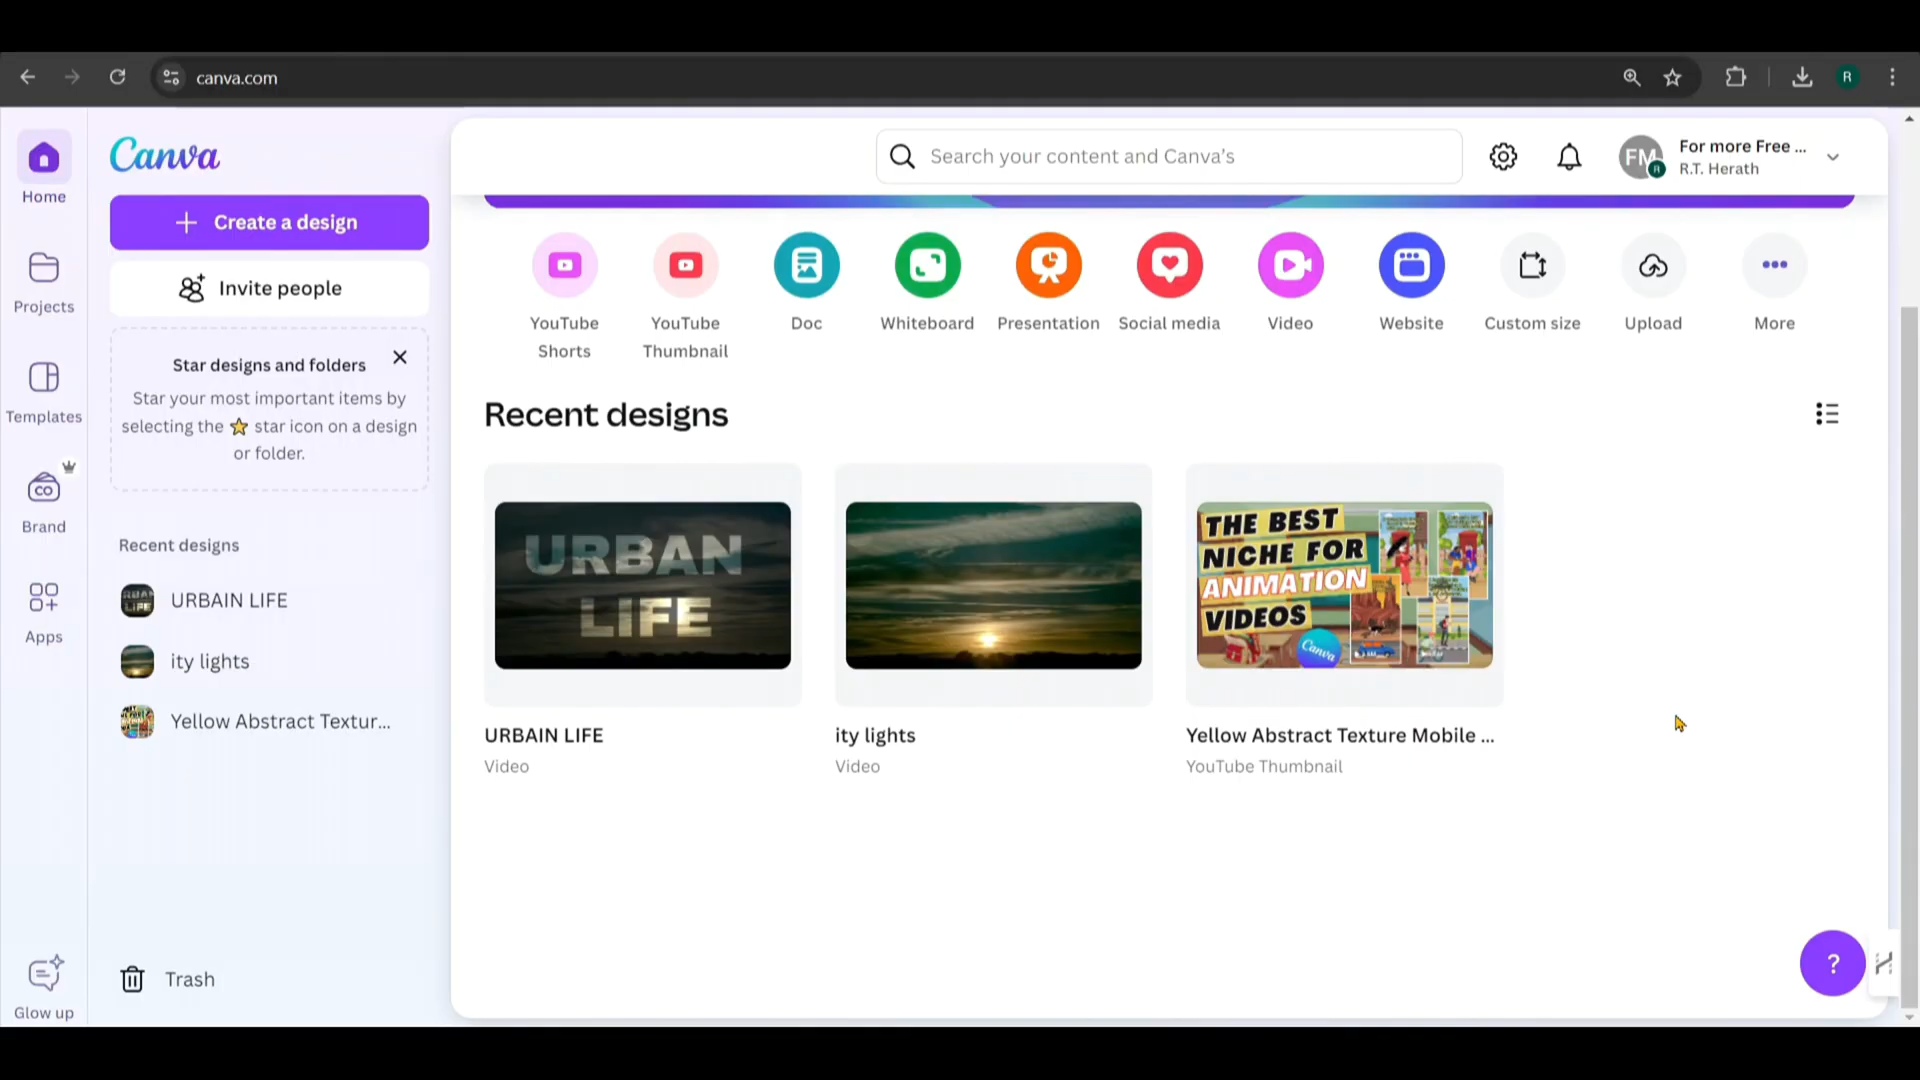 canva.com
R
Home
Projects
Templates
CO
Brand
Apps
Glow up
Canva
Create a design
Invite people
Star designs and folders
Star your most important items by
selecting the ⭐ star icon on a design
or folder.
Recent designs
URBAIN LIFE
ity lights
Yellow Abstract Textur...
Trash
Search your content and Canva's
FM
R
For more Free ...
R.T. Herath
YouTube
Shorts
YouTube
Thumbnail
Doc
Whiteboard
Presentation
Social media
Video
Website
Custom size
Upload
More
Recent designs
URBAN
LIFE
THE BEST
NICHE FOR
ANIMATION
VIDEOS
Canva
URBAIN LIFE
Video
ity lights
Video
Yellow Abstract Texture Mobile ...
YouTube Thumbnail
?